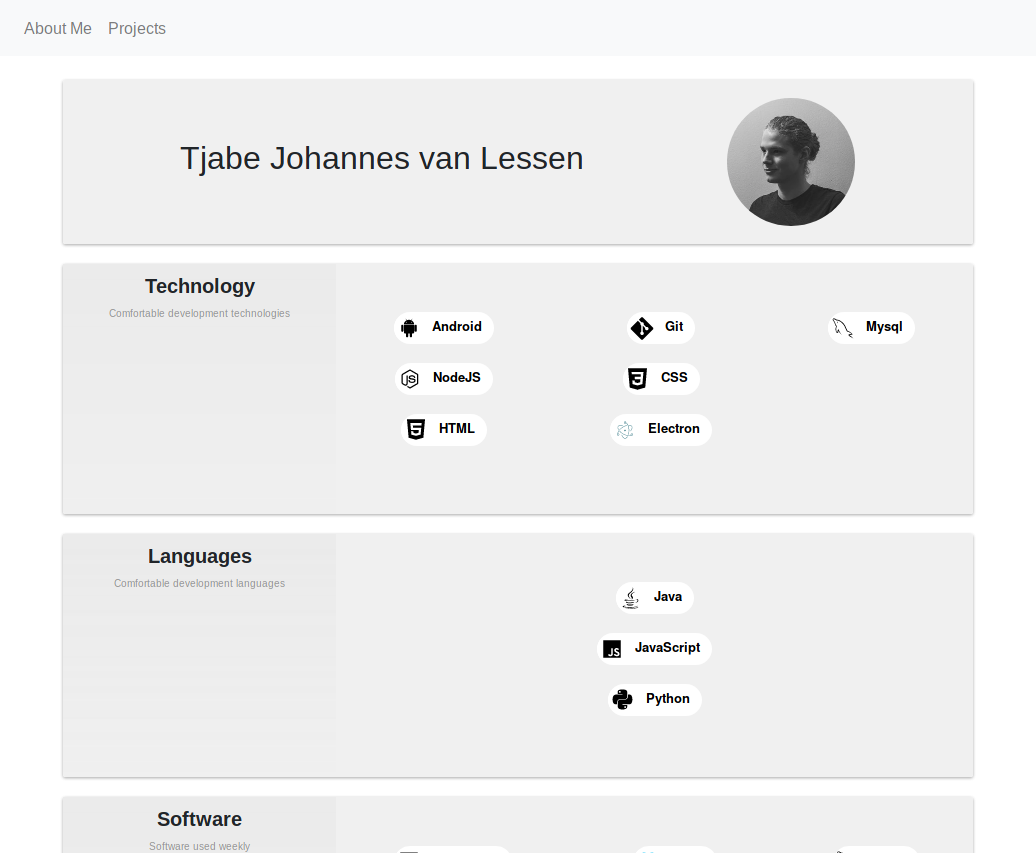 About Me Projects
Tjabe Johannes van Lessen
Technology
Comfortable development technologies
Android Git Mysql
NodeJS CSS
HTML Electron
Languages
Comfortable development languages
Java
JavaScript
Python
Software
Software used weekly